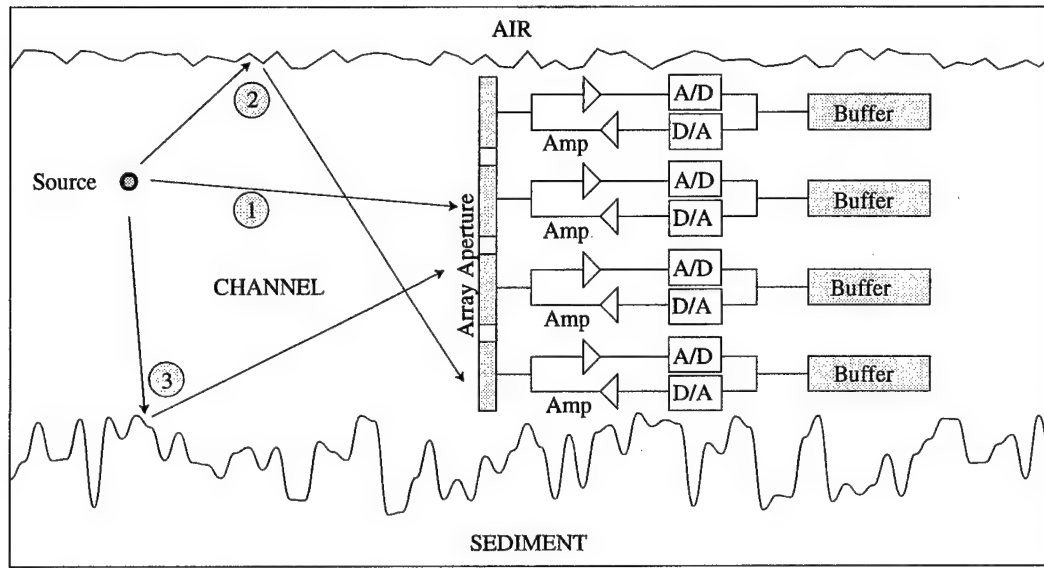 AIR
2
A/D
D/A
Amp
Buffer
Source
1
A/D
D/A
Amp
Buffer
Array Aperture
CHANNEL
A/D
D/A
Amp
Buffer
3
A/D
D/A
Amp
Buffer
SEDIMENT